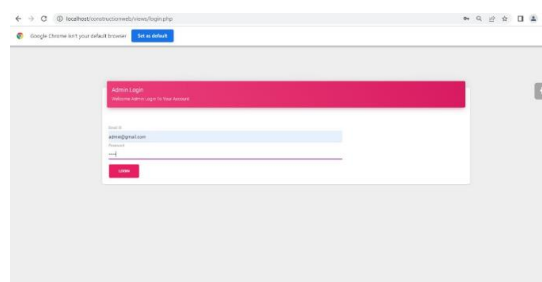 localhost/constructionweb/views/login.php
Google Chrome isn't your default browser Set as default
Admin Login
Welcome Admin Login To Your Account
Email ID
admin@gmail.com
Password
LOGIN